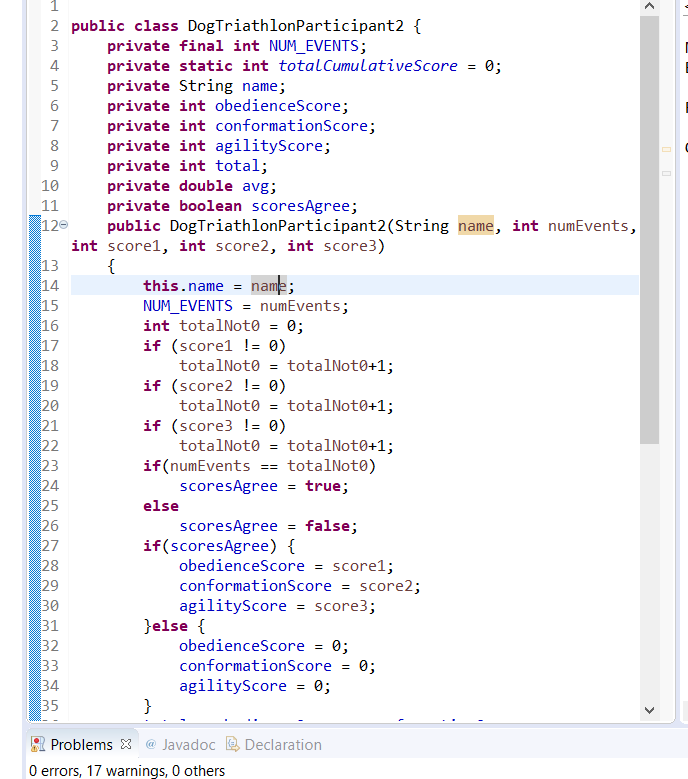 1
2 public class DogTriathlonParticipant2 {
3 private final int NUM_EVENTS;
4 private static int totalCumulativeScore = 0;
5 private String name;
6 private int obedienceScore;
7 private int conformationScore;
8 private int agilityScore;
9 private int total;
10 private double avg;
11 private boolean scoresAgree;
12 public DogTriathlonParticipant2(String name, int numEvents,
int score1, int score2, int score3)
13 {
14 this.name = name;
15 NUM_EVENTS = numEvents;
16 int totalNot0 = 0;
17 if (score1 != 0)
18 totalNot0 = totalNot0+1;
19 if (score2 != 0)
20 totalNot0 = totalNot0+1;
21 if (score3 != 0)
22 totalNot0 = totalNot0+1;
23 if(numEvents == totalNot0)
24 scoresAgree = true;
25 else
26 scoresAgree = false;
27 if(scoresAgree) {
28 obedienceScore = score1;
29 conformationScore = score2;
30 agilityScore = score3;
31 }else {
32 obedienceScore = 0;
33 conformationScore = 0;
34 agilityScore = 0;
35 }
Problems @ Javadoc Declaration
0 errors, 17 warnings, 0 others